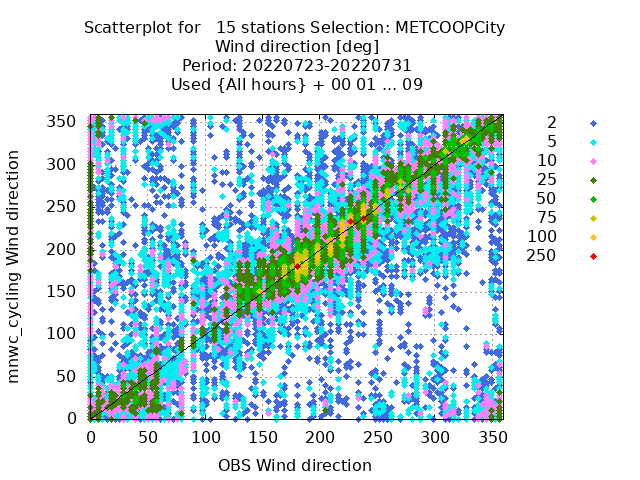 Scatterplot for   15 stations Selection: METCOOPCity
Wind direction [deg]
Period: 20220723-20220731
Used {All hours} + 00 01 ... 09
mnwc_cycling Wind direction
350
300
250
200
150
100
50
0
0 50 100 150 200 250 300 350
OBS Wind direction
2
5
10
25
50
75
100
250